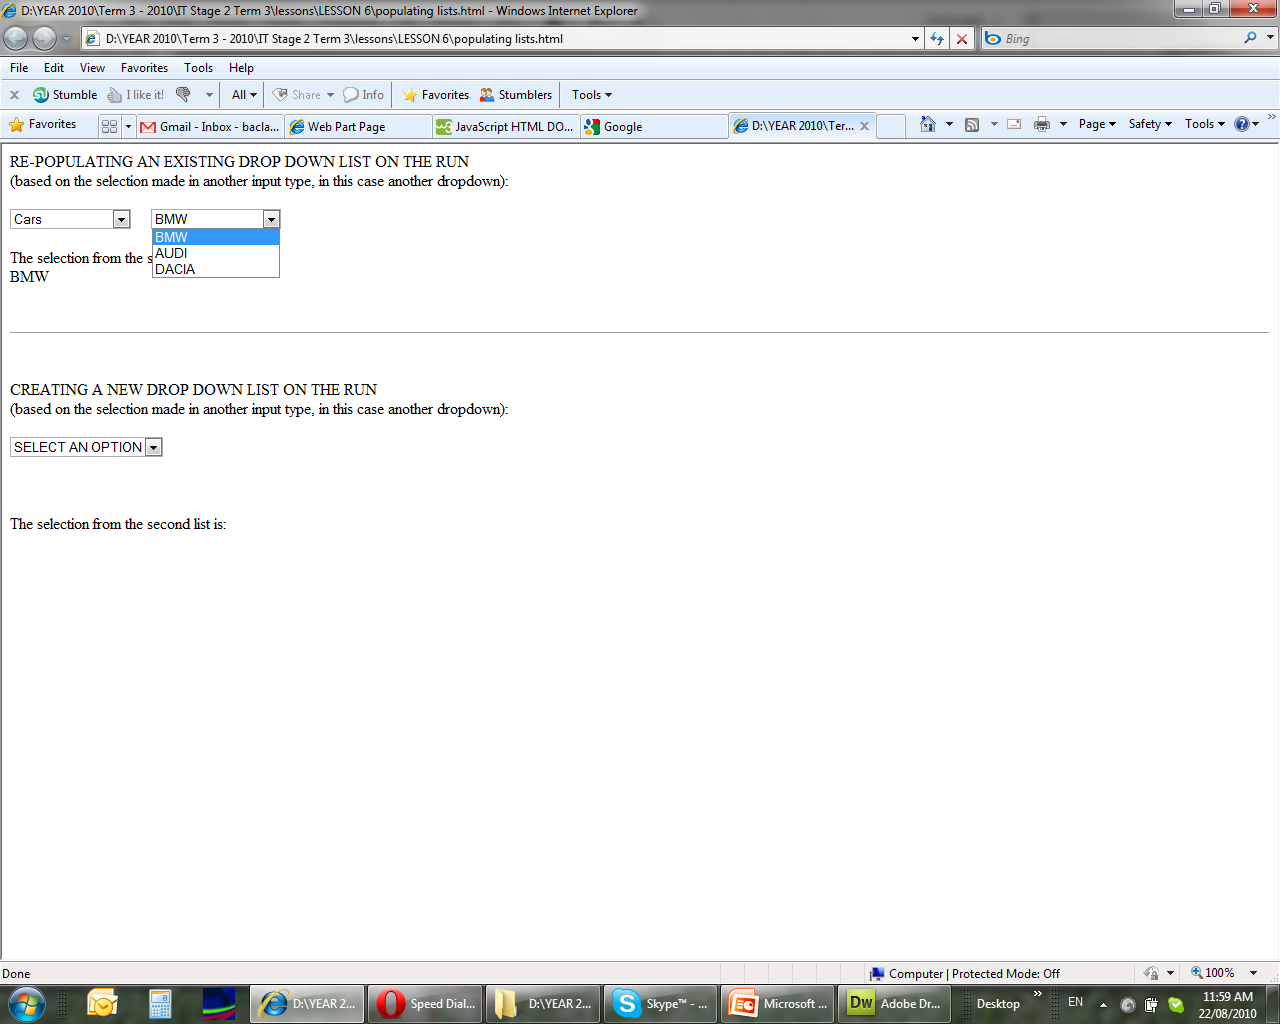 D:\YEAR 2010\Term 3 - 2010\IT Stage 2 Term 3\lessons\LESSON 6\populating lists.html - Windows Internet Explorer
D:\YEAR 2010\Term 3 - 2010\IT Stage 2 Term 3\lessons\LESSON 6\populating lists.html
Bing
File Edit View Favorites Tools Help
x Stumble I like it! All Share Info Favorites Stumblers Tools
Favorites Gmail - Inbox - bacla... Web Part Page JavaScript HTML DO... Google D:\YEAR 2010\Ter... Page Safety Tools
RE-POPULATING AN EXISTING DROP DOWN LIST ON THE RUN
(based on the selection made in another input type, in this case another dropdown):
Cars BMW
BMW
AUDI
DACIA
The selection from the s
BMW
CREATING A NEW DROP DOWN LIST ON THE RUN
(based on the selection made in another input type, in this case another dropdown):
SELECT AN OPTION
The selection from the second list is:
Done Computer | Protected Mode: Off 100%
D:\YEAR 2... Speed Dial... D:\YEAR 2... Skype™ - ... Microsoft ... Dw Adobe Dr... Desktop EN 11:59 AM
22/08/2010